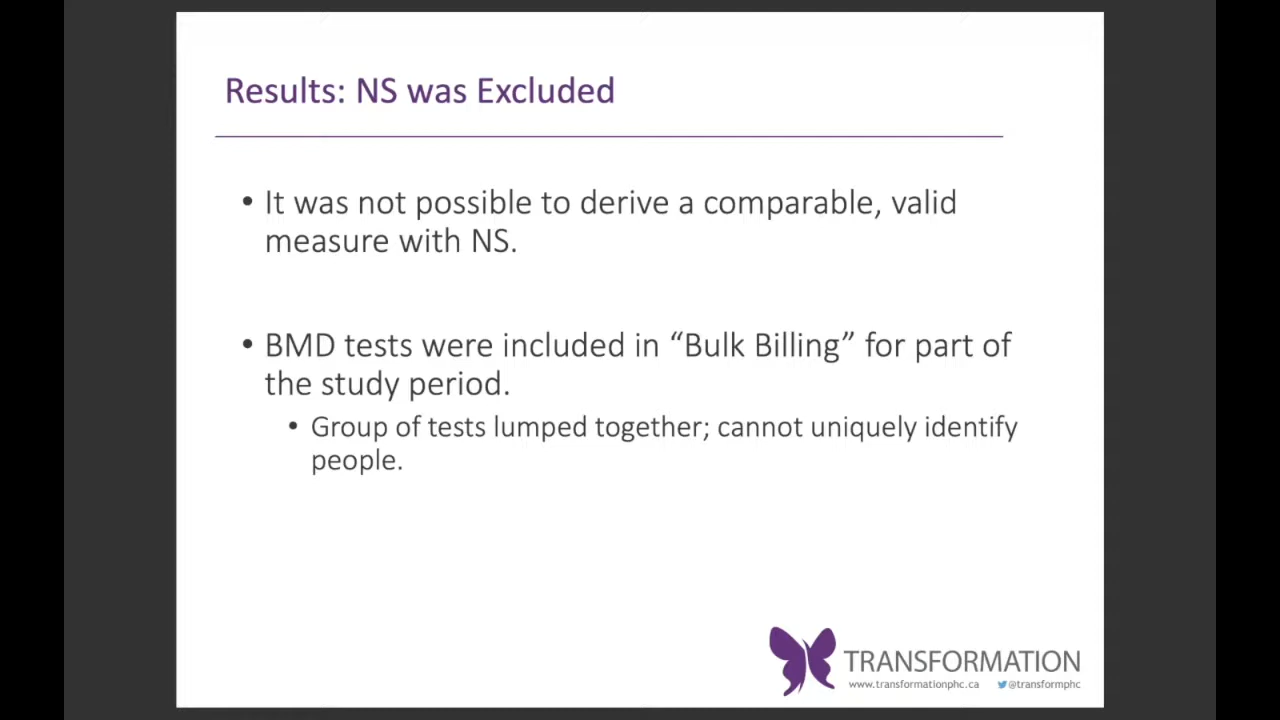 Results: NS was Excluded
• It was not possible to derive a comparable, valid
measure with NS.
• BMD tests were included in “Bulk Billing” for part of
the study period.
• Group of tests lumped together; cannot uniquely identify
people.
TRANSFORMATION
www.transformationphc.ca @transformphc